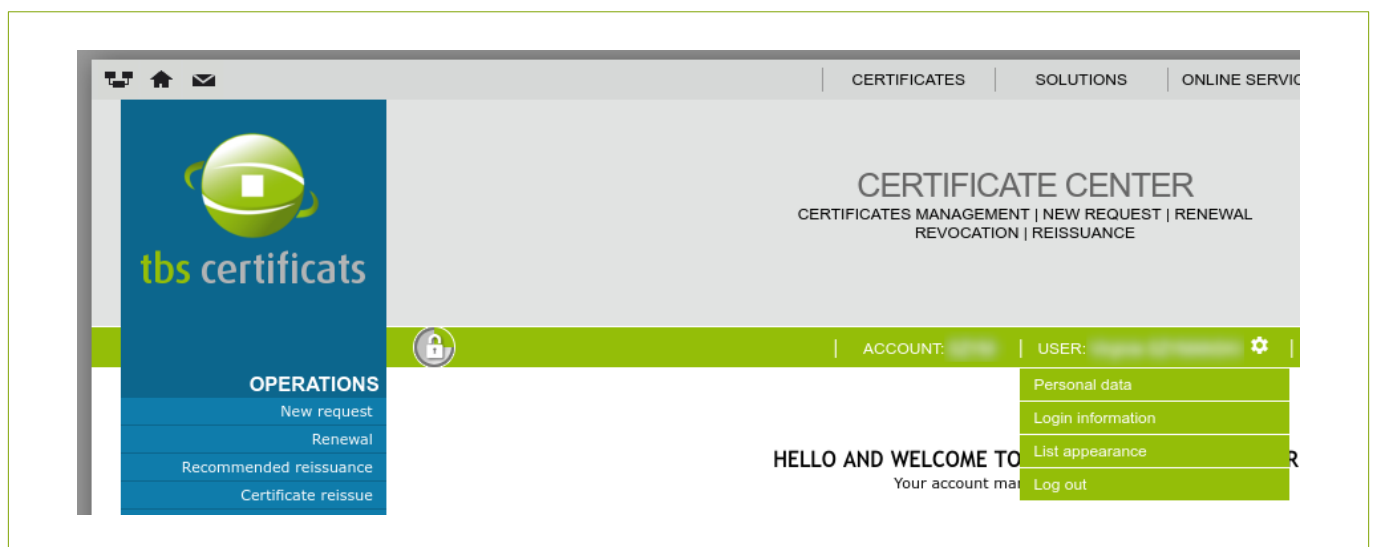 CERTIFICATES
SOLUTIONS
ONLINE SERVIC
tbs certificats
CERTIFICATE CENTER
CERTIFICATES MANAGEMENT | NEW REQUEST | RENEWAL
REVOCATION | REISSUANCE
ACCOUNT:
USER:
OPERATIONS
New request
Renewal
Recommended reissuance
Certificate reissue
Personal data
Login information
List appearance
Log out
HELLO AND WELCOME TO
R
Your account